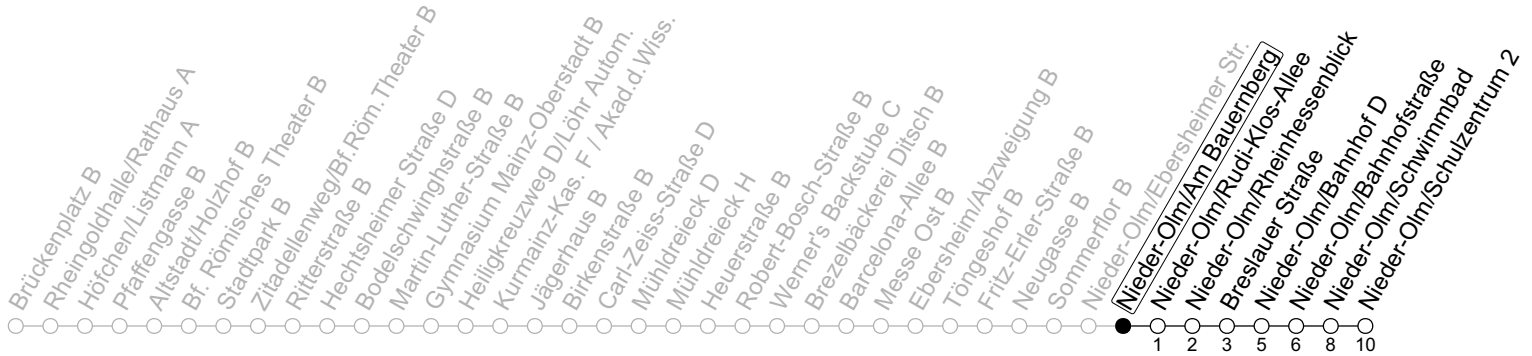 Brückenplatz B
Rheingoldhalle/Rathaus A
Höfchen/Listmann A
Pfaffengasse B
Altstadt/Holzhof B
Bf. Römisches Theater B
Stadtpark B
Zitadellenweg/Bf.Röm.Theater B
Ritterstraße B
Hechtsheimer Straße D
Bodelschwinghstraße B
Martin-Luther-Straße B
Gymnasium Mainz-Oberstadt B
Heiligkreuzweg D/Löhr Autom.
Kurmainz-Kas. F / Akad.d.Wiss.
Jägerhaus B
Birkenstraße B
Carl-Zeiss-Straße D
Mühldreieck D
Mühldreieck H
Heuerstraße B
Robert-Bosch-Straße B
Werner's Backstube C
Brezelbäckerei Ditsch B
Barcelona-Allee B
Messe Ost B
Ebersheim/Abzweigung B
Töngeshof B
Fritz-Erler-Straße B
Neugasse B
Sommerflor B
Nieder-Olm/Ebersheimer Str.
Nieder-Olm/Am Bauernberg
Nieder-Olm/Rudi-Klos-Allee
Nieder-Olm/Rheinhessenblick
Breslauer Straße
Nieder-Olm/Bahnhof D
Nieder-Olm/Bahnhofstraße
Nieder-Olm/Schwimmbad
Nieder-Olm/Schulzentrum 2
1 2 3 5 6 8 10